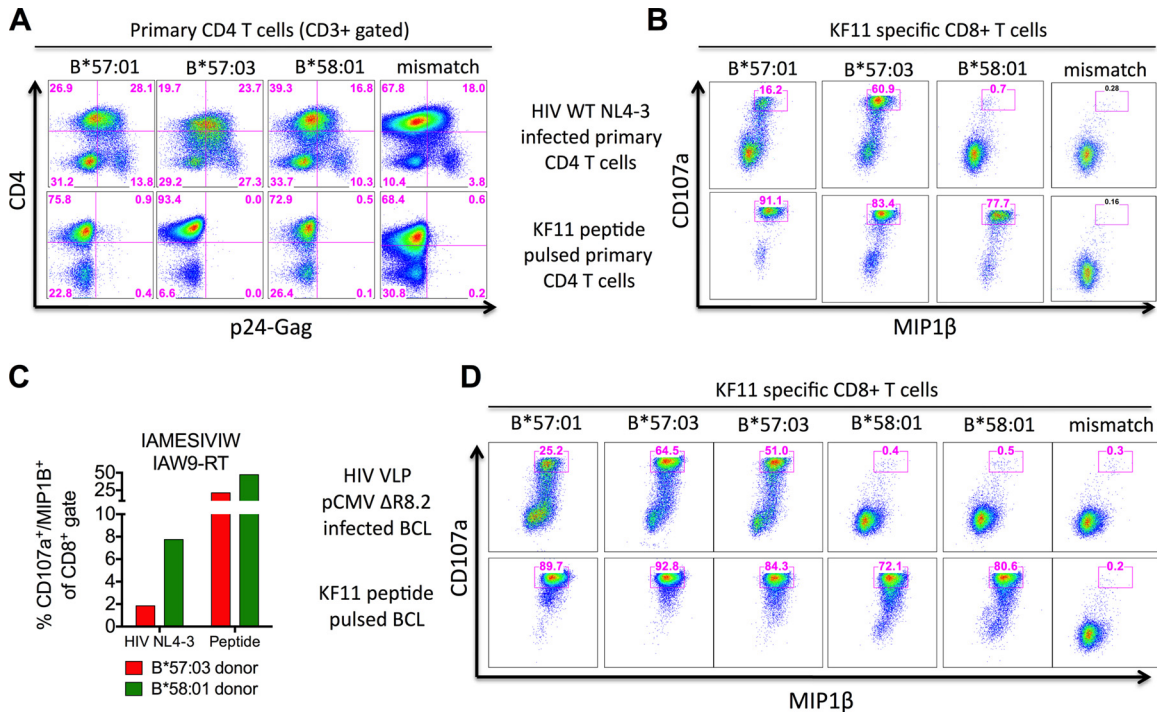 A
Primary CD4 T cells (CD3+ gated)
B*57:01 B*57:03 B*58:01 mismatch
26.9 28.1 19.7 23.7 39.3 16.8 67.8 18.0
31.2 13.8 29.2 27.3 33.7 10.3 10.4 3.8
75.8 0.9 93.4 0.0 72.9 0.5 68.4 0.6
22.8 0.4 6.6 0.0 26.4 0.1 30.8 0.2
CD4
p24-Gag
HIV WT NL4-3
infected primary
CD4 T cells
KF11 peptide
pulsed primary
CD4 T cells
B
KF11 specific CD8+ T cells
B*57:01 B*57:03 B*58:01 mismatch
16.2 60.9 0.7 0.28
91.1 83.4 77.7 0.16
CD107a
MIP1β
C
IAMESIVIW
IAW9-RT
% CD107a+/MIP1B+
of CD8+ gate
50
25
10
8
6
4
2
0
HIV NL4-3 Peptide
B*57:03 donor
B*58:01 donor
HIV VLP
pCMV ΔR8.2
infected BCL
KF11 peptide
pulsed BCL
D
KF11 specific CD8+ T cells
B*57:01 B*57:03 B*57:03 B*58:01 B*58:01 mismatch
25.2 64.5 51.0 0.4 0.5 0.3
89.7 92.8 84.3 72.1 80.6 0.2
CD107a
MIP1β